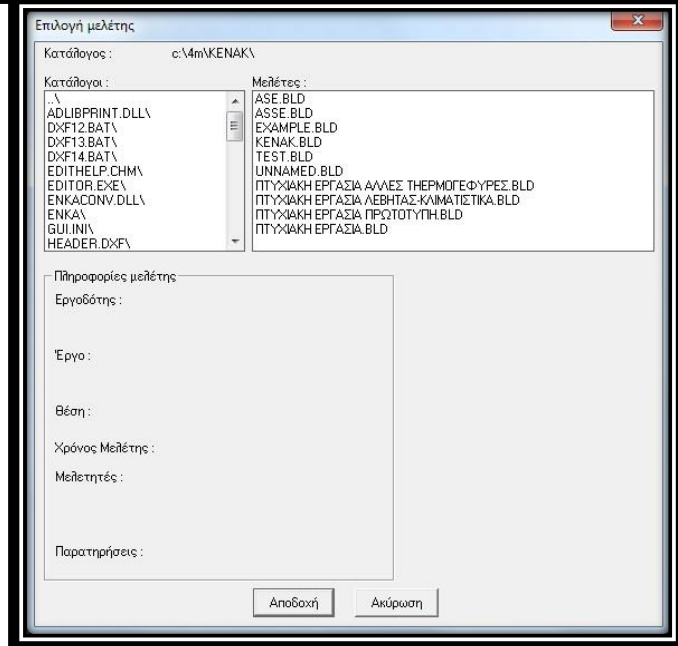 Επιλογή μελέτης
Κατάλογος : c:\4m\KENAK\
Κατάλογοι :
..\
ADLIBPRINT.DLL\
DXF12.BAT\
DXF13.BAT\
DXF14.BAT\
EDITHELP.CHM\
EDITOR.EXE\
ENKACONV.DLL\
ENKA\
GUI.INI\
HEADER.DXF\
Μελέτες :
ASE.BLD
ASSE.BLD
EXAMPLE.BLD
KENAK.BLD
TEST.BLD
UNNAMED.BLD
ΠΤΥΧΙΑΚΗ ΕΡΓΑΣΙΑ ΑΛΛΕΣ ΤΗΕΡΜΟΓΕΦΥΡΕΣ.BLD
ΠΤΥΧΙΑΚΗ ΕΡΓΑΣΙΑ ΛΕΒΗΤΑΣ-ΚΛΙΜΑΤΙΣΤΙΚΑ.BLD
ΠΤΥΧΙΑΚΗ ΕΡΓΑΣΙΑ ΠΡΩΤΟΤΥΠΗ.BLD
ΠΤΥΧΙΑΚΗ ΕΡΓΑΣΙΑ.BLD
Πληροφορίες μελέτης
Εργοδότης :
Έργο :
Θέση :
Χρόνος Μελέτης :
Μελετητές :
Παρατηρήσεις :
Αποδοχή
Ακύρωση